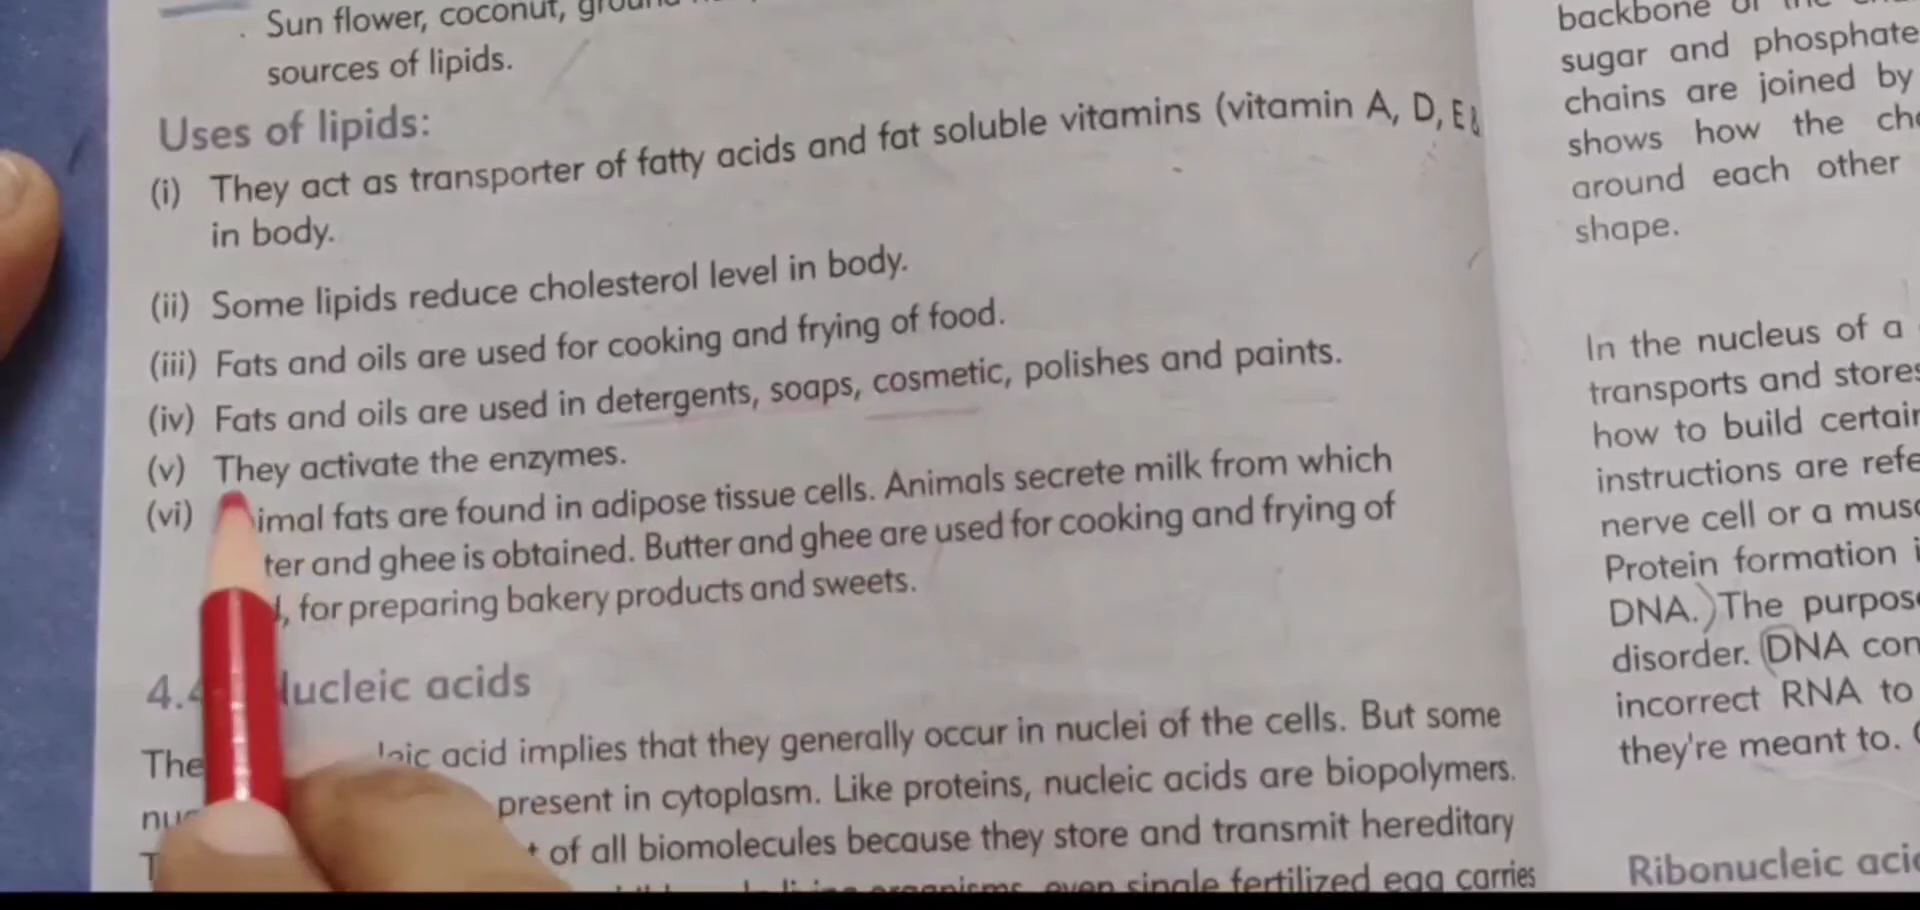 Sun flower, coconut,
sources of lipids.
Uses of lipids:
(i) They act as transporter of fatty acids and fat soluble vitamins (vitamin A, D, E
in body.
(ii) Some lipids reduce cholesterol level in body.
(iii) Fats and oils are used for cooking and frying of food.
(iv) Fats and oils are used in detergents, soaps, cosmetic, polishes and paints.
(v) They activate the enzymes.
(vi) imal fats are found in adipose tissue cells. Animals secrete milk from which
ter and ghee is obtained. Butter and ghee are used for cooking and frying of
, for preparing bakery products and sweets.
4.4 ucleic acids
The eic acid implies that they generally occur in nuclei of the cells. But some
present in cytoplasm. Like proteins, nucleic acids are biopolymers.
of all biomolecules because they store and transmit hereditary
organisms, even single fertilized egg carries
backbone of the
sugar and phosphate
chains are joined by
shows how the
around each other
shape.
In the nucleus of a
transports and stores
how to build certain
instructions are refe
nerve cell or a musc
Protein formation i
DNA. The purpos
disorder. DNA con
incorrect RNA to
they're meant to.
Ribonucleic aci